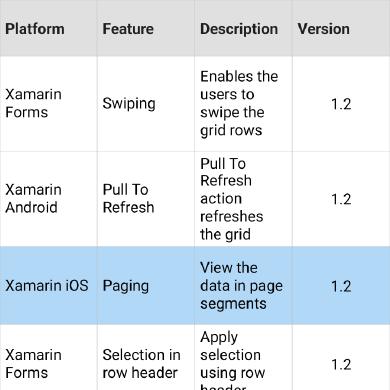 Platform Feature Description Version
Xamarin Forms Swiping Enables the users to swipe the grid rows 1.2
Xamarin Android Pull To Refresh Pull To Refresh action refreshes the grid 1.2
Xamarin iOS Paging View the data in page segments 1.2
Xamarin Forms Selection in row header Apply selection using row header 1.2